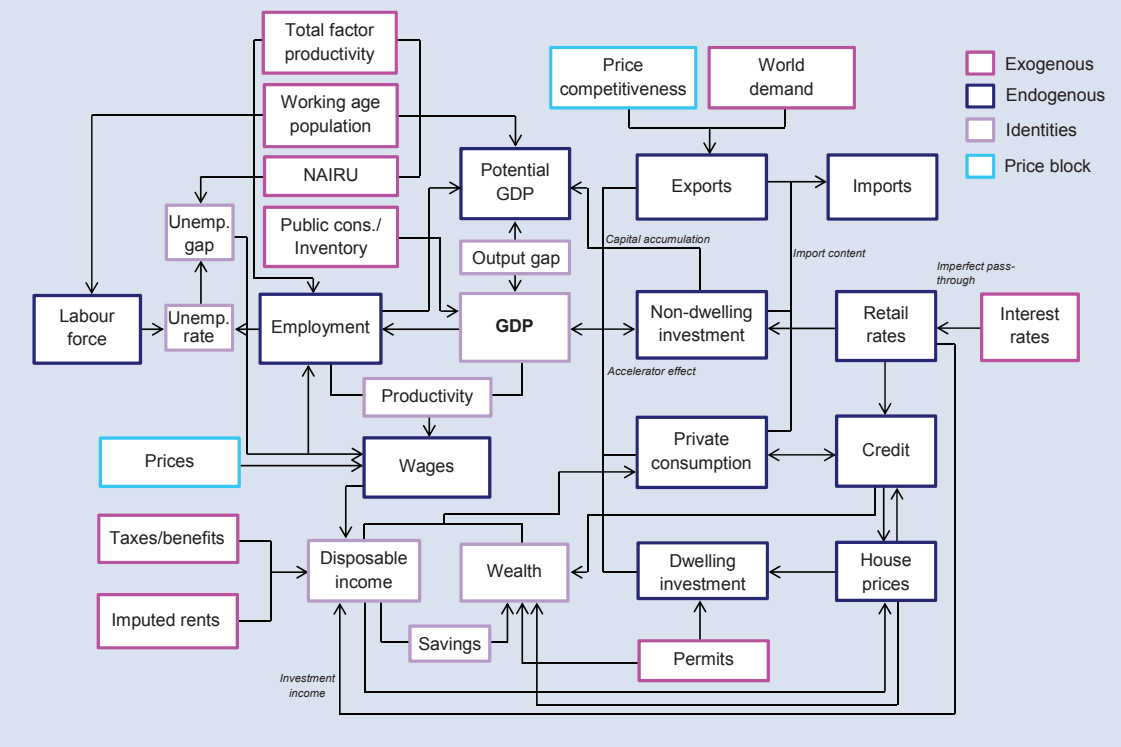 Total factor
productivity
Working age
population
NAIRU
Public cons./
Inventory
Price
competitiveness
World
demand
Exogenous
Endogenous
Identities
Price block
Potential
GDP
Exports
Imports
Unemp.
gap
Output gap
Capital accumulation
Import content
Imperfect pass-
through
Labour
force
Unemp.
rate
Employment
GDP
Non-dwelling
investment
Retail
rates
Interest
rates
Accelerator effect
Productivity
Prices
Wages
Private
consumption
Credit
Taxes/benefits
Disposable
income
Wealth
Dwelling
investment
House
prices
Imputed rents
Savings
Permits
Investment
income